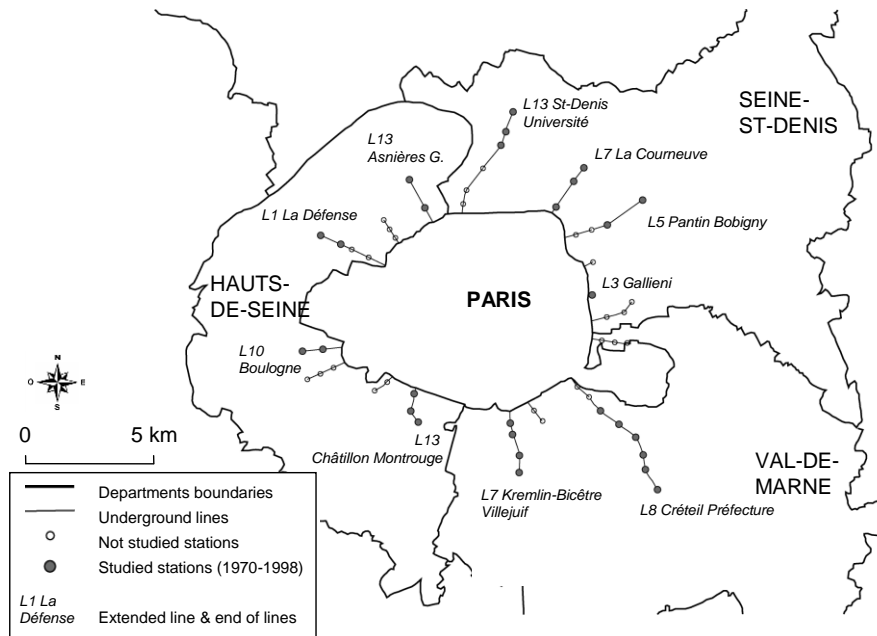 SEINE-
ST-DENIS
L13 St-Denis
Université
L13
Asnières G.
L7 La Courneuve
L1 La Défense
L5 Pantin Bobigny
HAUTS-
DE-SEINE
PARIS
L3 Gallieni
L10
Boulogne
N
O E
S
0 5 km
L13
Châtillon Montrouge
L7 Kremlin-Bicêtre
Villejuif
L8 Créteil Préfecture
VAL-DE-
MARNE
Departments boundaries
Underground lines
Not studied stations
Studied stations (1970-1998)
L1 La
Défense
Extended line & end of lines